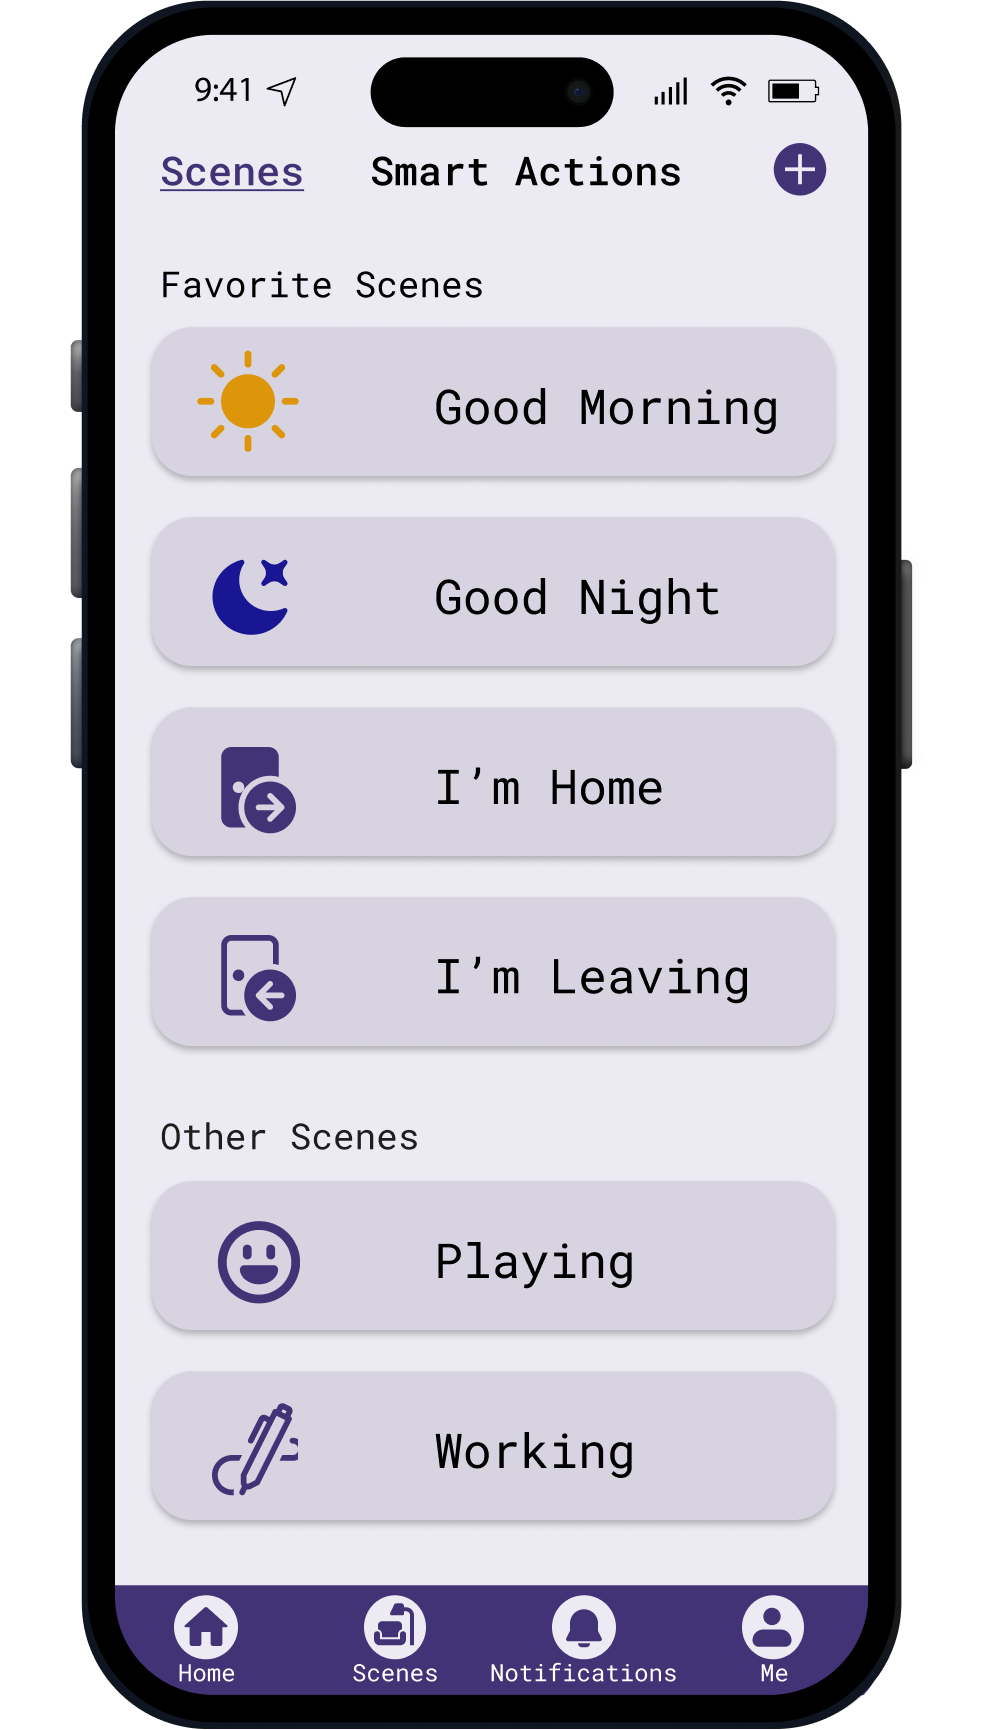 9:41
Scenes Smart Actions
Favorite Scenes
Good Morning
Good Night
I’m Home
I’m Leaving
Other Scenes
Playing
Working
Home Scenes Notifications Me